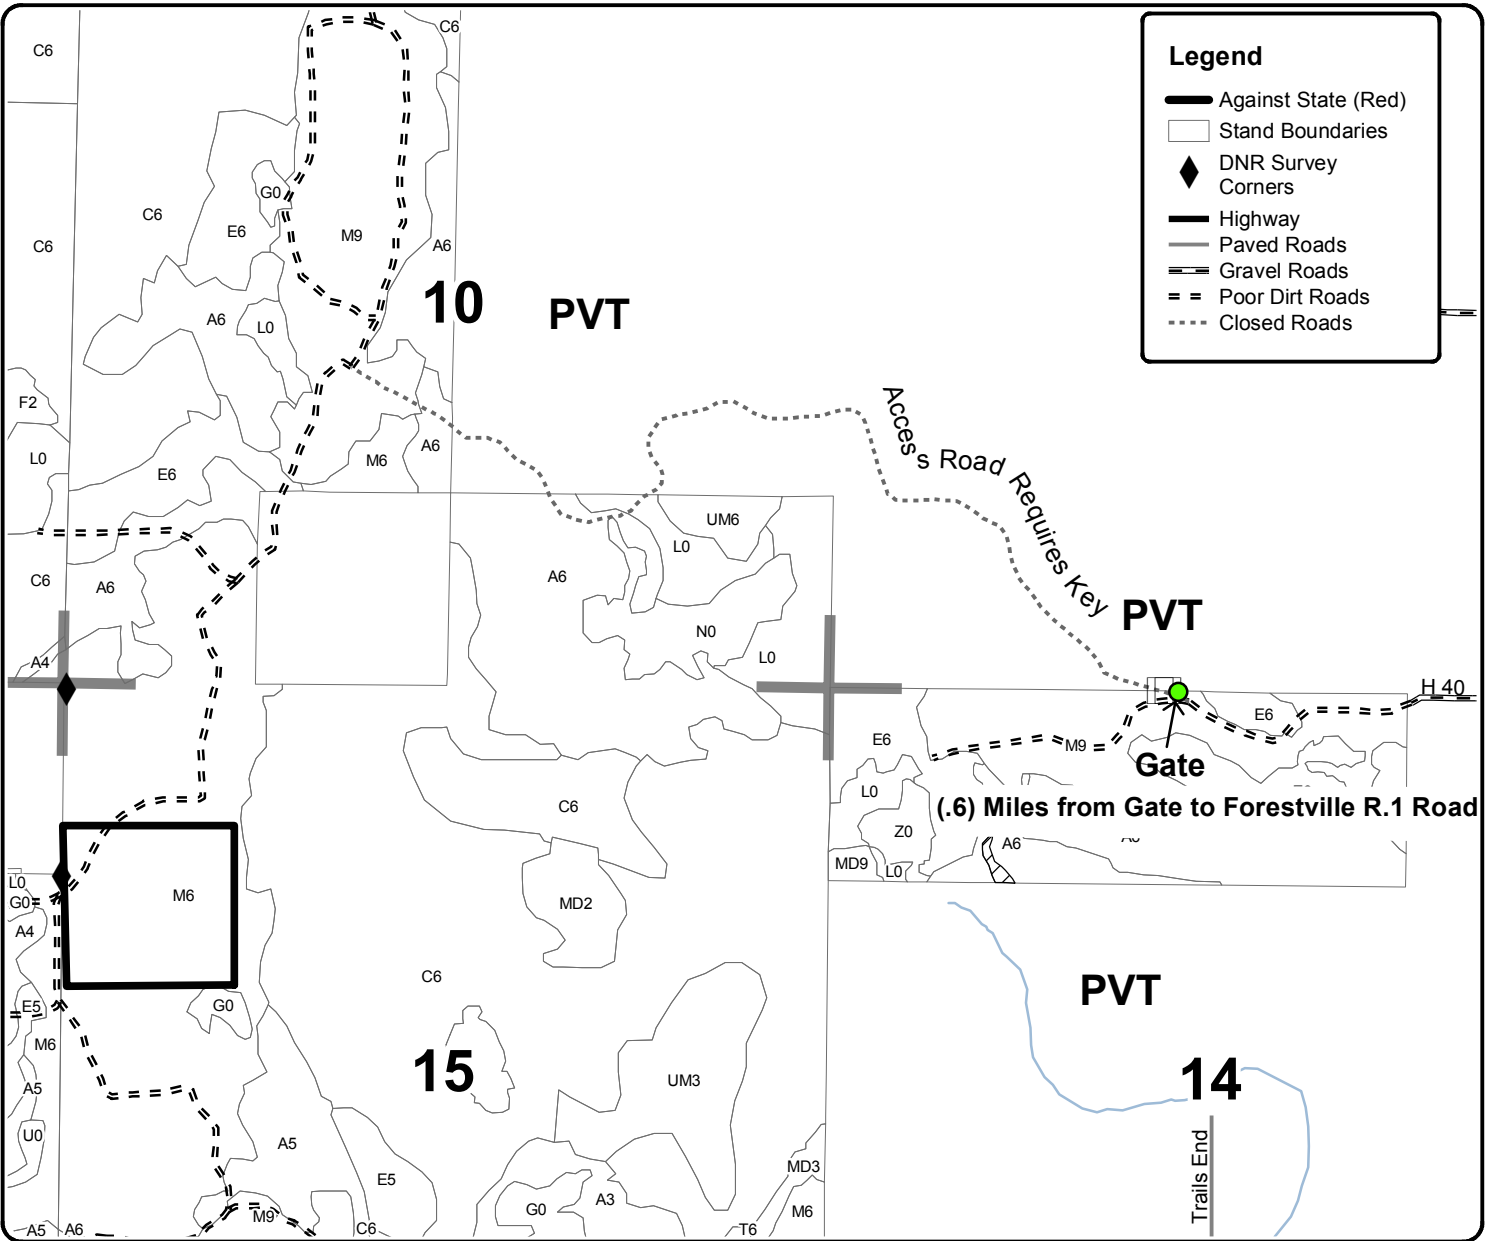 Legend
Against State (Red)
Stand Boundaries
DNR Survey
Corners
Highway
Paved Roads
Gravel Roads
Poor Dirt Roads
Closed Roads
C6
C6
C6
C6
G0
E6
M9
A6
10
PVT
A6
L0
F2
L0
E6
M6
A6
Access Road Requires Key
UM6
L0
A6
C6
A6
N0
L0
A4
PVT
H 40
E6
E6
M9
Gate
(.6) Miles from Gate to Forestville R.1 Road
L0
Z0
MD9
L0
A6
C6
L0
G0
M6
A4
MD2
C6
PVT
E5
G0
M6
15
UM3
14
A5
U0
A5
E5
MD3
Trails End
G0
A3
M6
M9
C6
T6
A5
A6